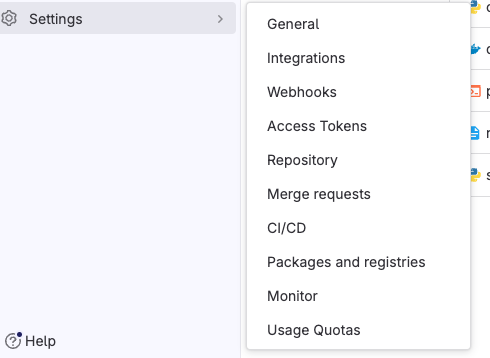 Settings
General
Integrations
Webhooks
Access Tokens
Repository
Merge requests
CI/CD
Packages and registries
Monitor
Usage Quotas
Help